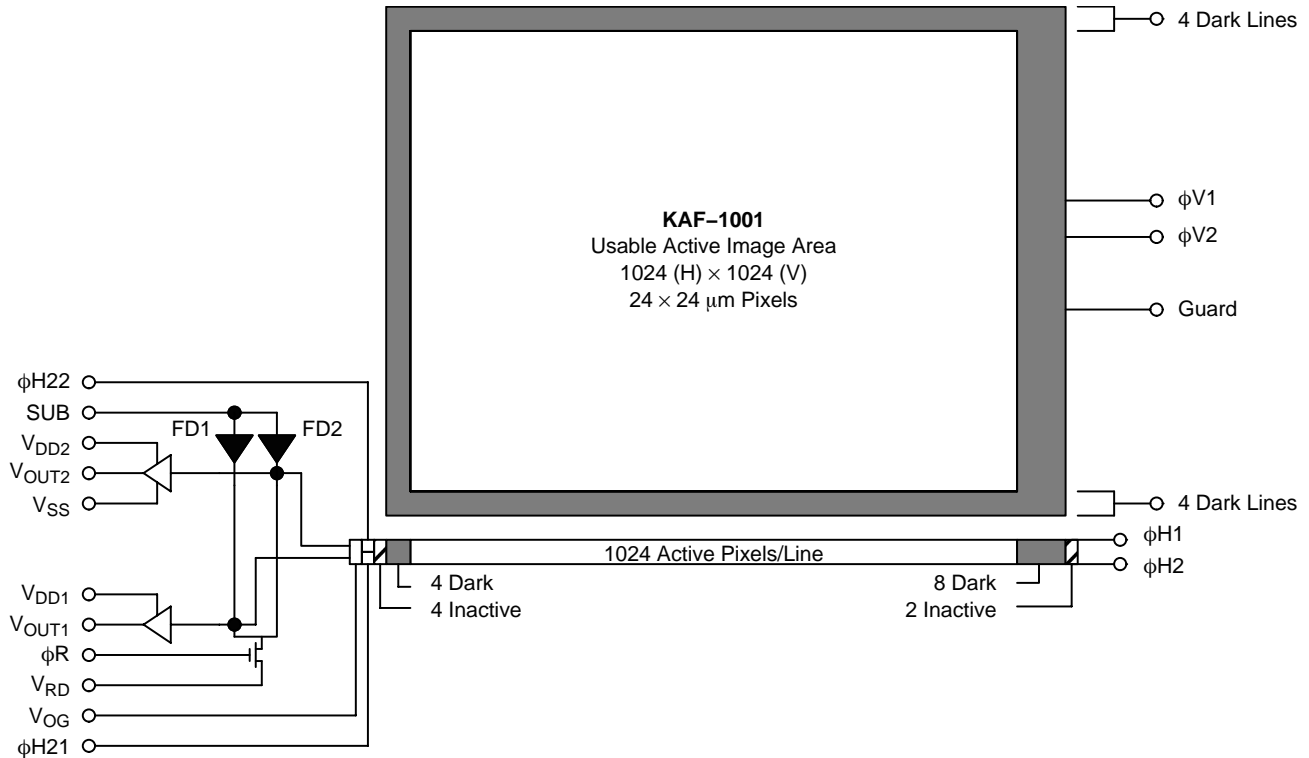 4 Dark Lines
KAF−1001
Usable Active Image Area
1024 (H) × 1024 (V)
24 × 24 μm Pixels
ϕV1
ϕV2
Guard
ϕH22
SUB
FD1
FD2
VDD2
VOUT2
VSS
4 Dark Lines
ϕH1
1024 Active Pixels/Line
ϕH2
4 Dark
8 Dark
4 Inactive
2 Inactive
VDD1
VOUT1
ϕR
VRD
VOG
ϕH21